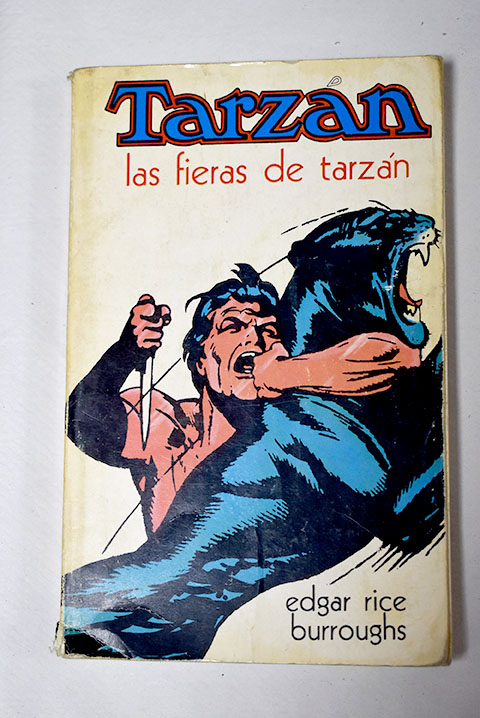 Tarzán
las fieras de tarzán
edgar rice
burroughs